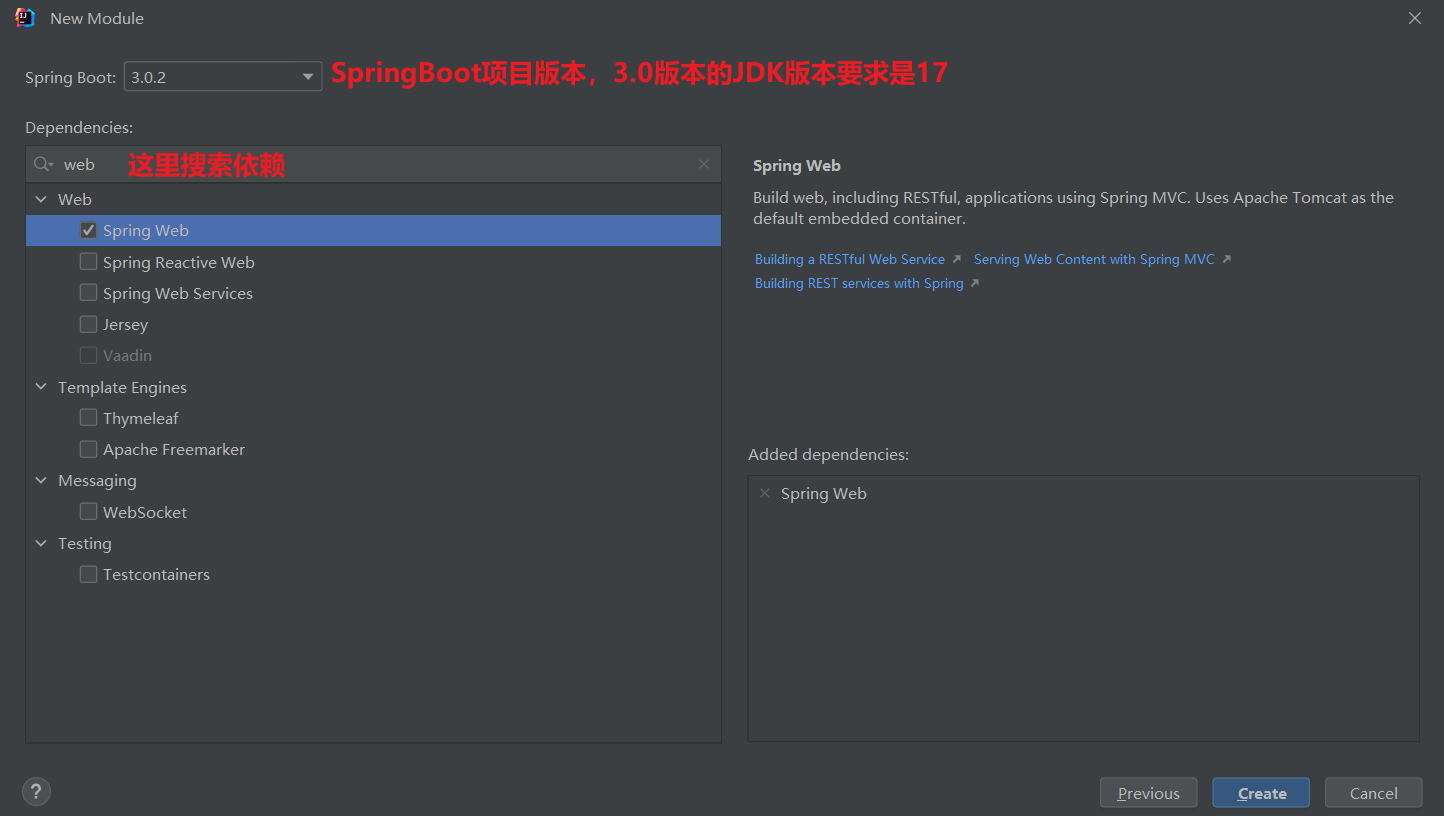 New Module
Spring Boot: 3.0.2 SpringBoot项目版本，3.0版本的JDK版本要求是17
Dependencies:
web 这里搜索依赖
Web
Spring Web
Spring Reactive Web
Spring Web Services
Jersey
Vaadin
Template Engines
Thymeleaf
Apache Freemarker
Messaging
WebSocket
Testing
Testcontainers
Spring Web
Build web, including RESTful, applications using Spring MVC. Uses Apache Tomcat as the
default embedded container.
Building a RESTful Web Service Serving Web Content with Spring MVC
Building REST services with Spring
Added dependencies:
Spring Web
?
Previous Create Cancel